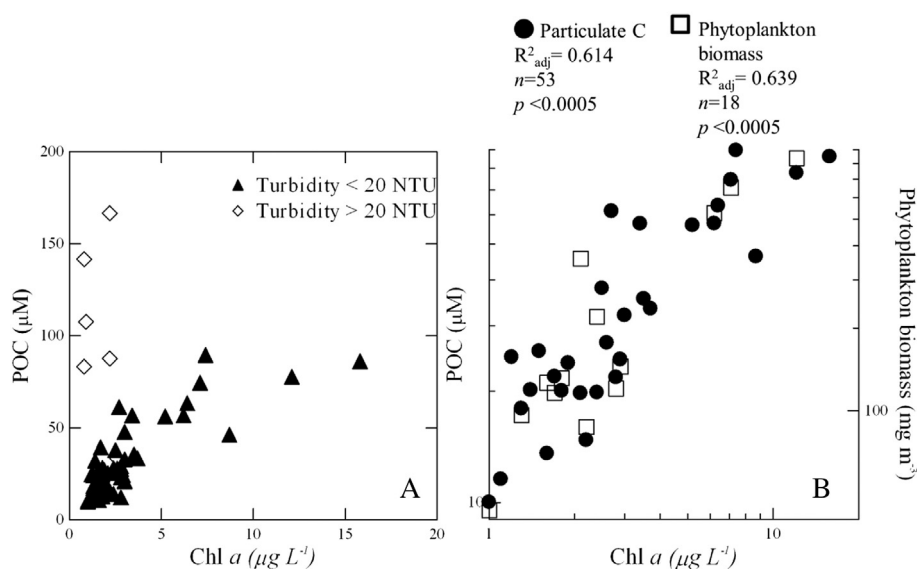 Particulate C
R²adj= 0.614
n=53
p <0.0005
Phytoplankton
biomass
R²adj= 0.639
n=18
p <0.0005
200
150
100
50
0
POC (µM)
Turbidity < 20 NTU
Turbidity > 20 NTU
A
0 5 10 15 20
Chl a (µg L-1)
POC (µM)
10
B
100
Phytoplankton biomass (mg m-3)
1 10
Chl a (µg L-1)